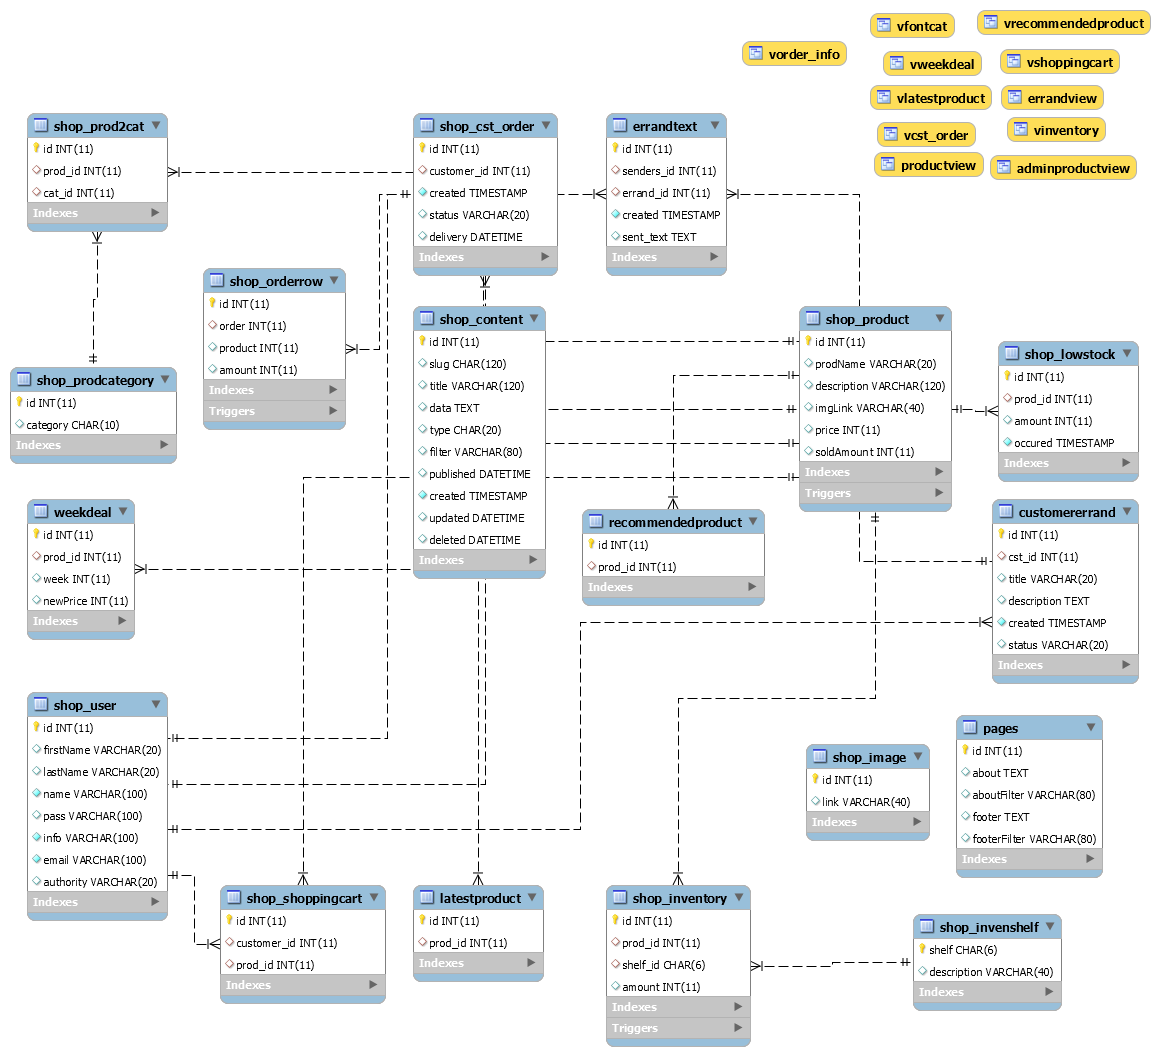 vfontcat
vrecommendedproduct
vorder_info
vweekdeal
vshoppingcart
vlatestproduct
errandview
vcst_order
vinventory
productview
adminproductview
shop_prod2cat
id INT(11)
prod_id INT(11)
cat_id INT(11)
Indexes
shop_cst_order
id INT(11)
customer_id INT(11)
created TIMESTAMP
status VARCHAR(20)
delivery DATETIME
Indexes
errandtext
id INT(11)
senders_id INT(11)
errand_id INT(11)
created TIMESTAMP
sent_text TEXT
Indexes
shop_orderrow
id INT(11)
order INT(11)
product INT(11)
amount INT(11)
Indexes
Triggers
shop_content
id INT(11)
slug CHAR(120)
title VARCHAR(120)
data TEXT
type CHAR(20)
filter VARCHAR(80)
published DATETIME
created TIMESTAMP
updated DATETIME
deleted DATETIME
Indexes
shop_product
id INT(11)
prodName VARCHAR(20)
description VARCHAR(120)
imgLink VARCHAR(40)
price INT(11)
soldAmount INT(11)
Indexes
Triggers
shop_lowstock
id INT(11)
prod_id INT(11)
amount INT(11)
occured TIMESTAMP
Indexes
shop_prodcategory
id INT(11)
category CHAR(10)
Indexes
weekdeal
id INT(11)
prod_id INT(11)
week INT(11)
newPrice INT(11)
Indexes
recommendedproduct
id INT(11)
prod_id INT(11)
Indexes
customererrand
id INT(11)
cst_id INT(11)
title VARCHAR(20)
description TEXT
created TIMESTAMP
status VARCHAR(20)
Indexes
shop_user
id INT(11)
firstName VARCHAR(20)
lastName VARCHAR(20)
name VARCHAR(100)
pass VARCHAR(100)
info VARCHAR(100)
email VARCHAR(100)
authority VARCHAR(20)
Indexes
shop_image
id INT(11)
link VARCHAR(40)
Indexes
pages
id INT(11)
about TEXT
aboutFilter VARCHAR(80)
footer TEXT
footerFilter VARCHAR(80)
Indexes
shop_shoppingcart
id INT(11)
customer_id INT(11)
prod_id INT(11)
Indexes
latestproduct
id INT(11)
prod_id INT(11)
Indexes
shop_inventory
id INT(11)
prod_id INT(11)
shelf_id CHAR(6)
amount INT(11)
Indexes
Triggers
shop_invenshelf
shelf CHAR(6)
description VARCHAR(40)
Indexes